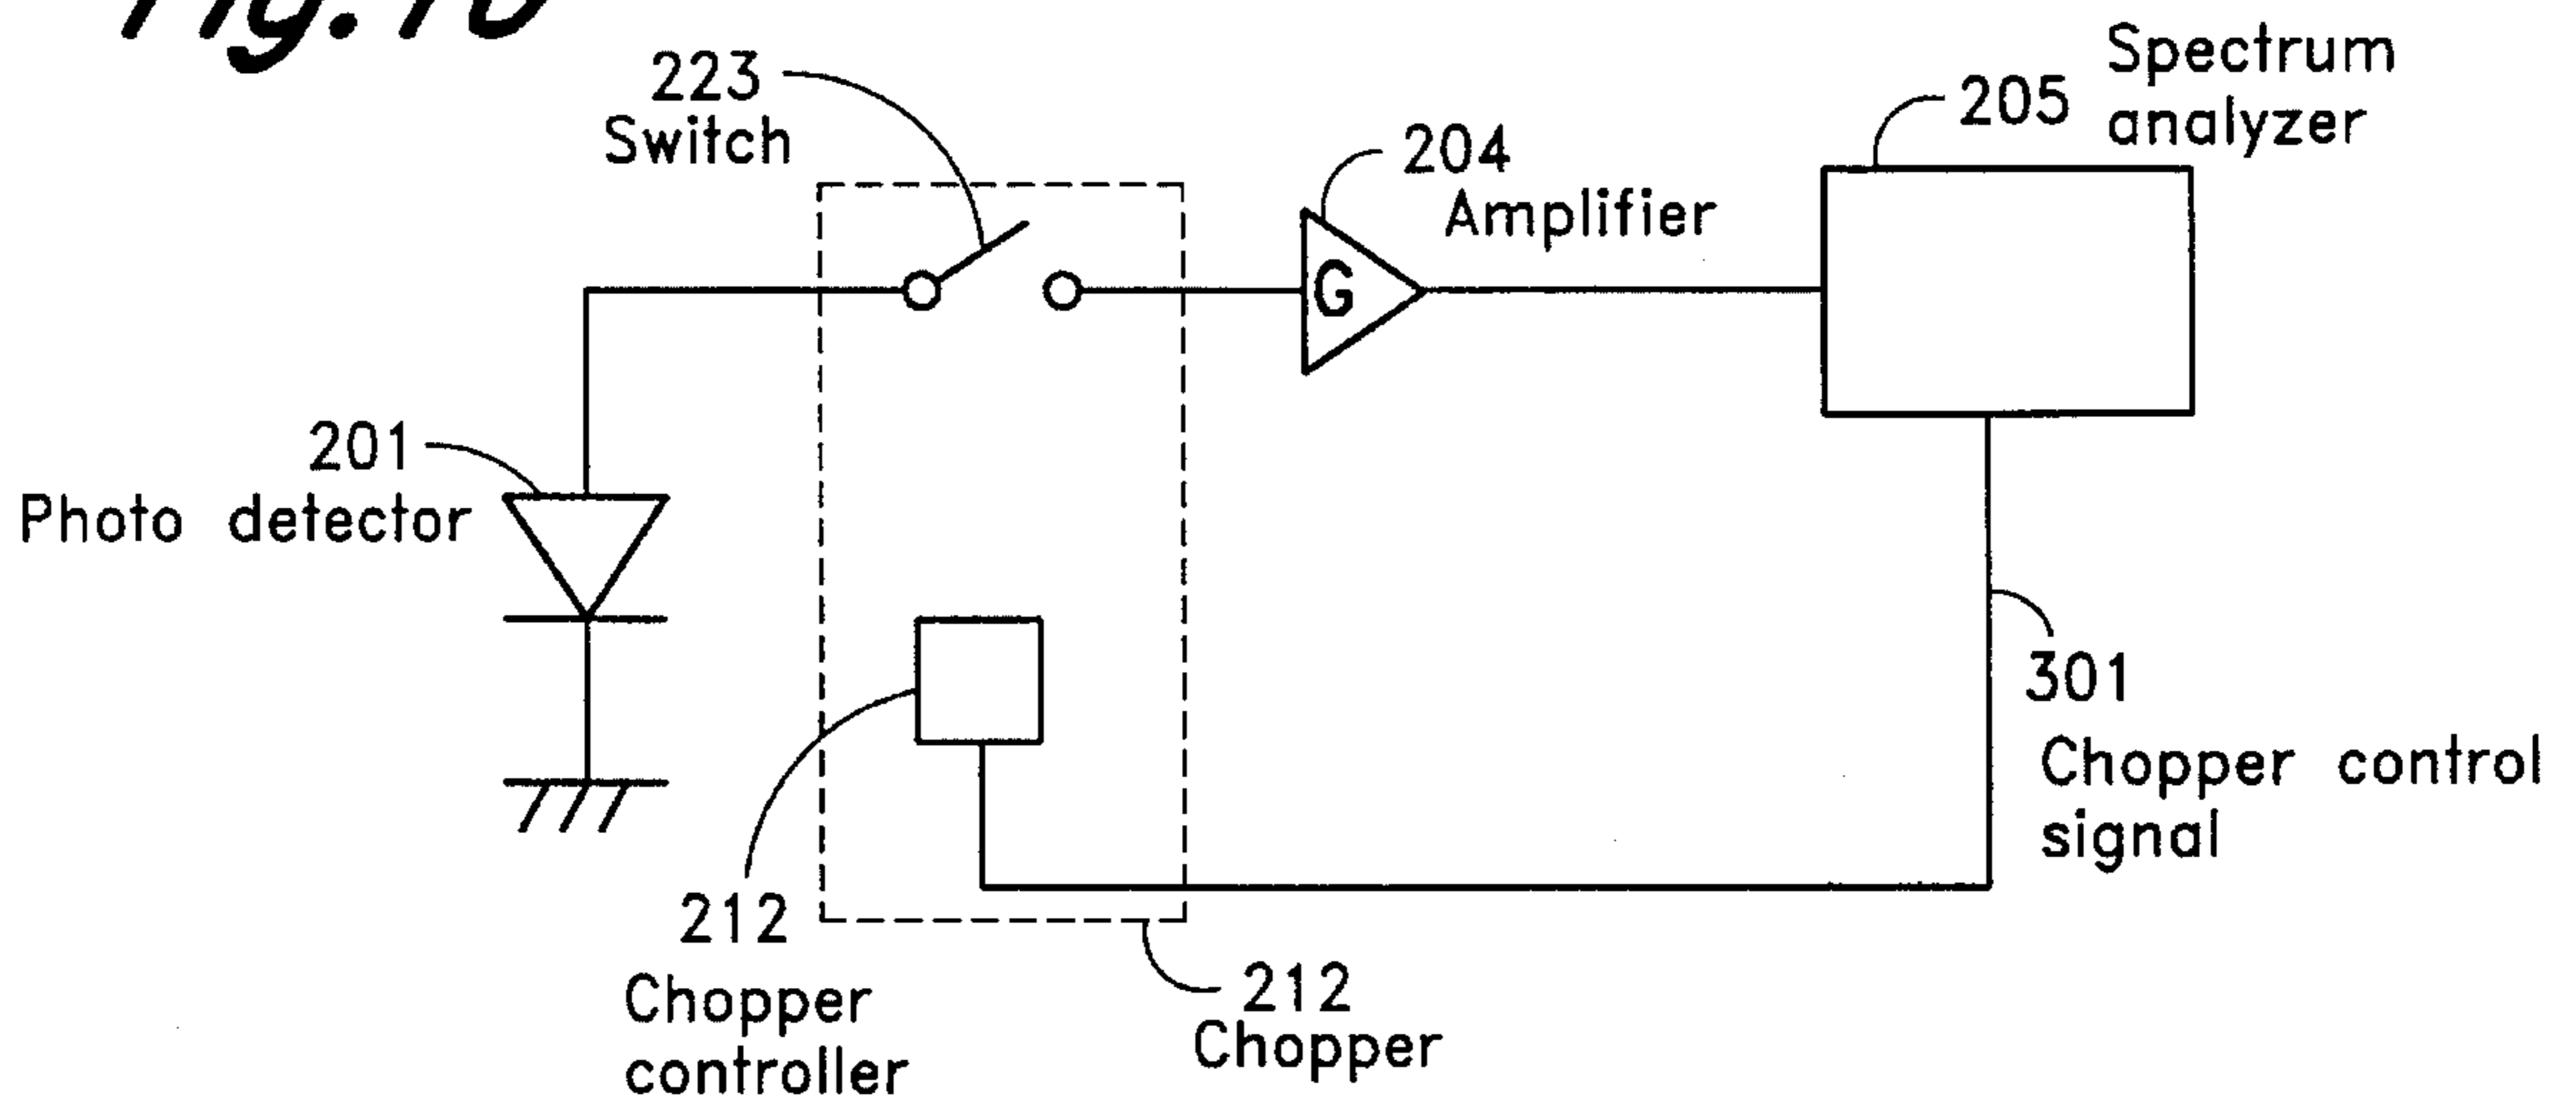 223
Switch
204
Amplifier
205
Spectrum
analyzer
G
201
Photo detector
301
Chopper control
signal
212
Chopper
controller
212
Chopper